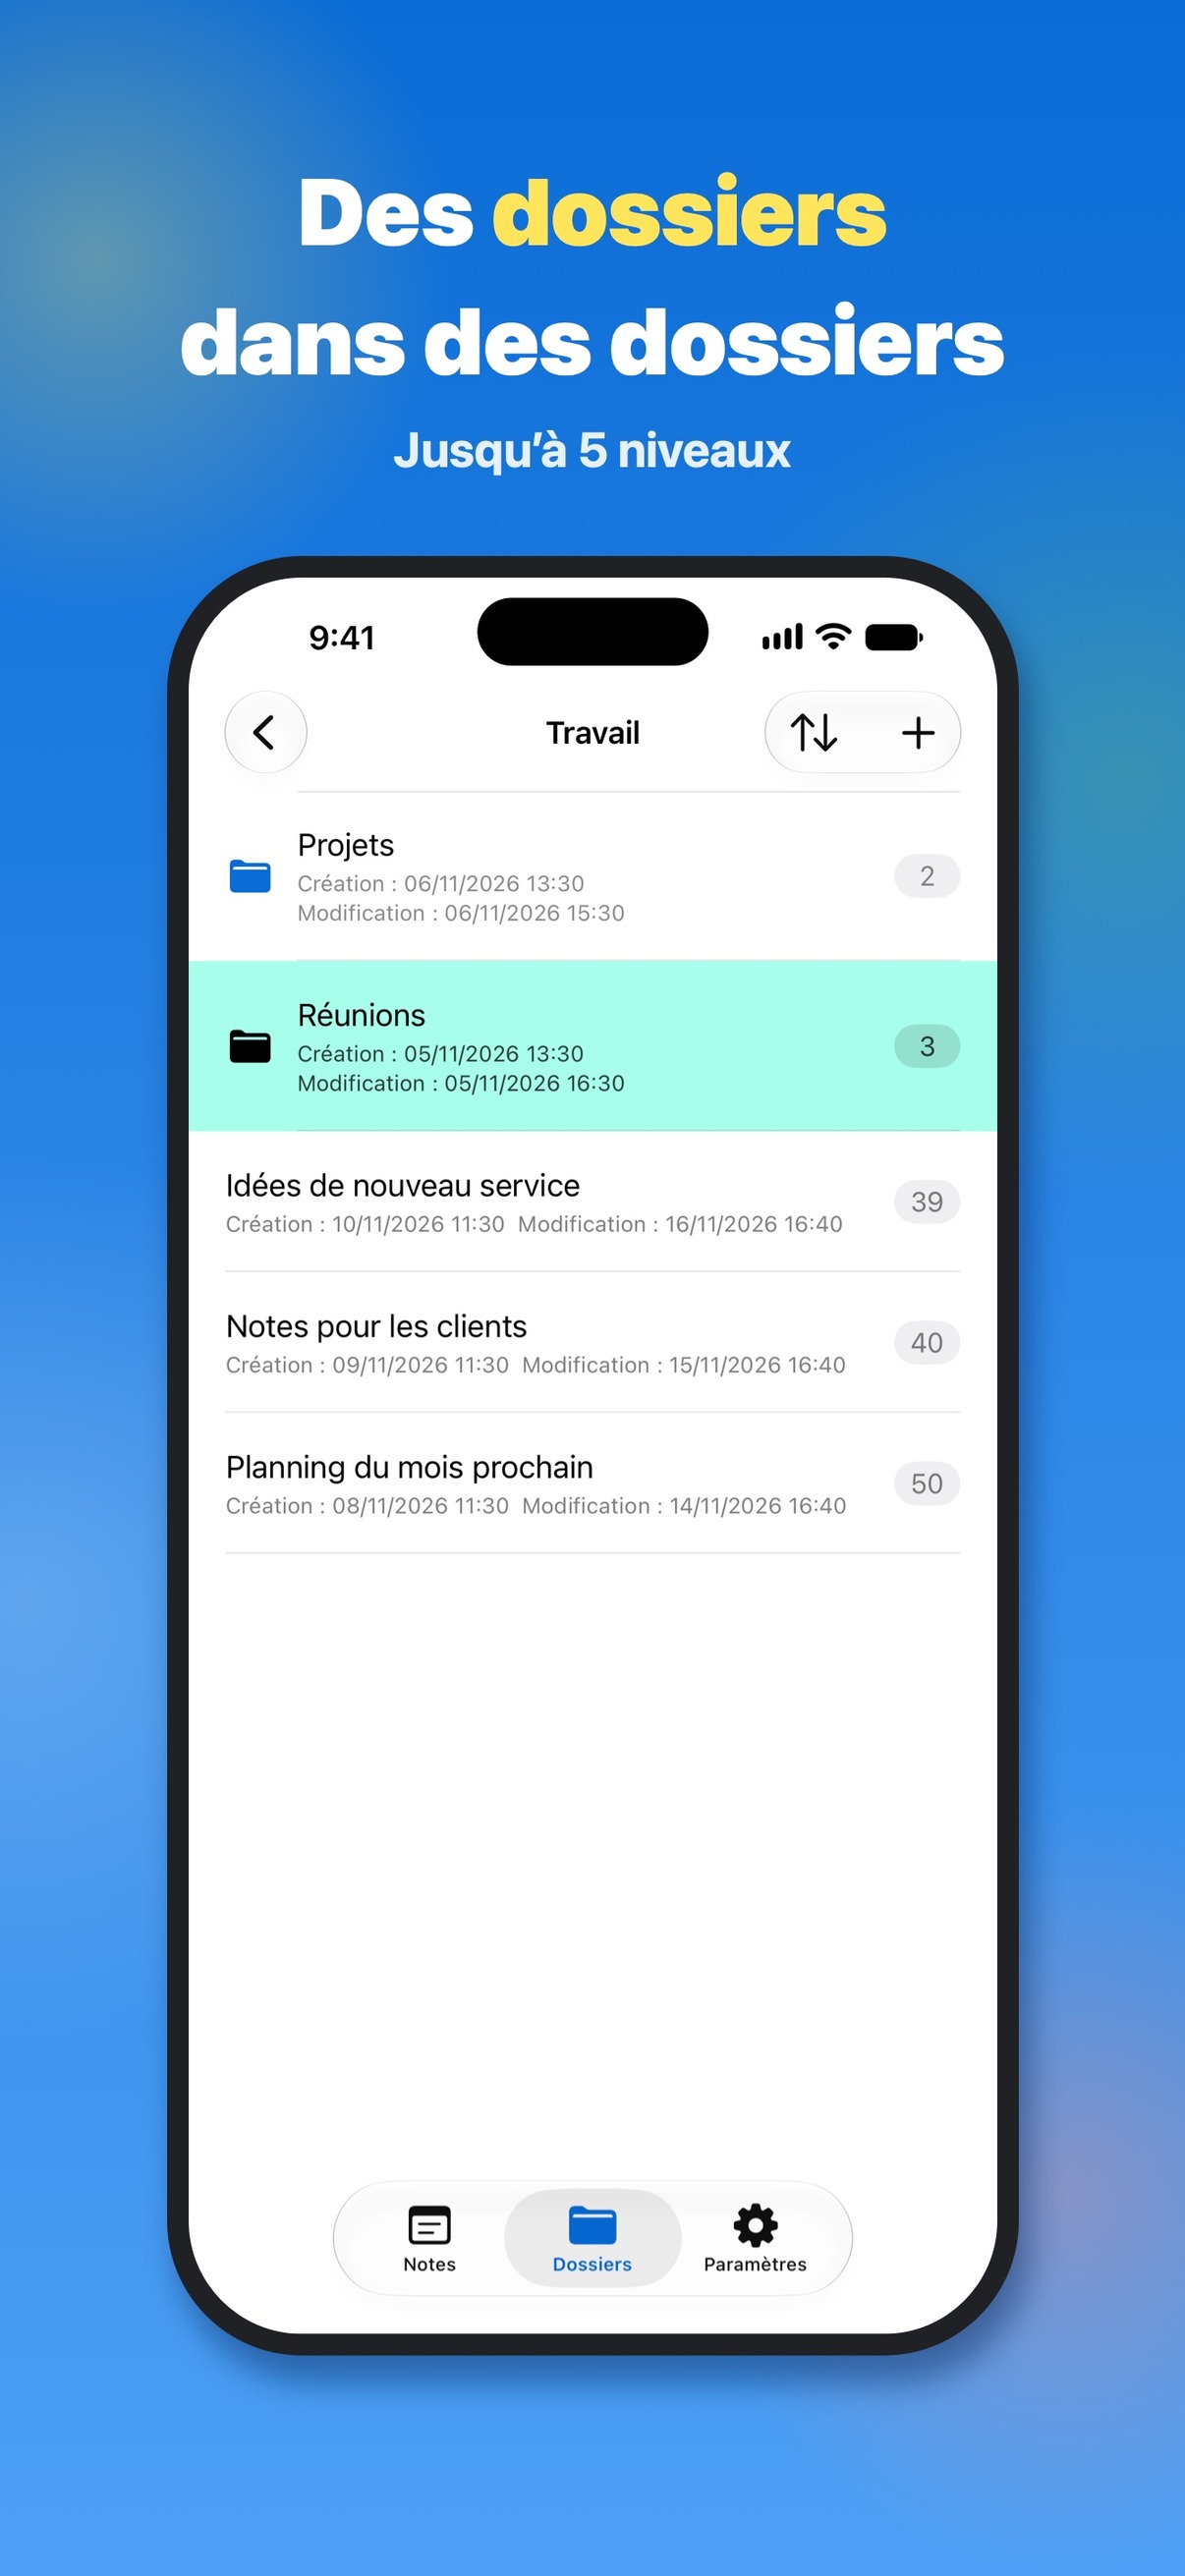 Des dossiers
dans des dossiers
Jusqu’à 5 niveaux
9:41
Travail
Projets
Création : 06/11/2026 13:30
Modification : 06/11/2026 15:30
2
Réunions
Création : 05/11/2026 13:30
Modification : 05/11/2026 16:30
3
Idées de nouveau service
Création : 10/11/2026 11:30 Modification : 16/11/2026 16:40
39
Notes pour les clients
Création : 09/11/2026 11:30 Modification : 15/11/2026 16:40
40
Planning du mois prochain
Création : 08/11/2026 11:30 Modification : 14/11/2026 16:40
50
Notes Dossiers Paramètres